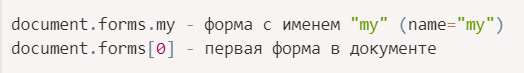 document.forms.my - форма с именем "my" (name="my")
document.forms[0] - первая форма в документе